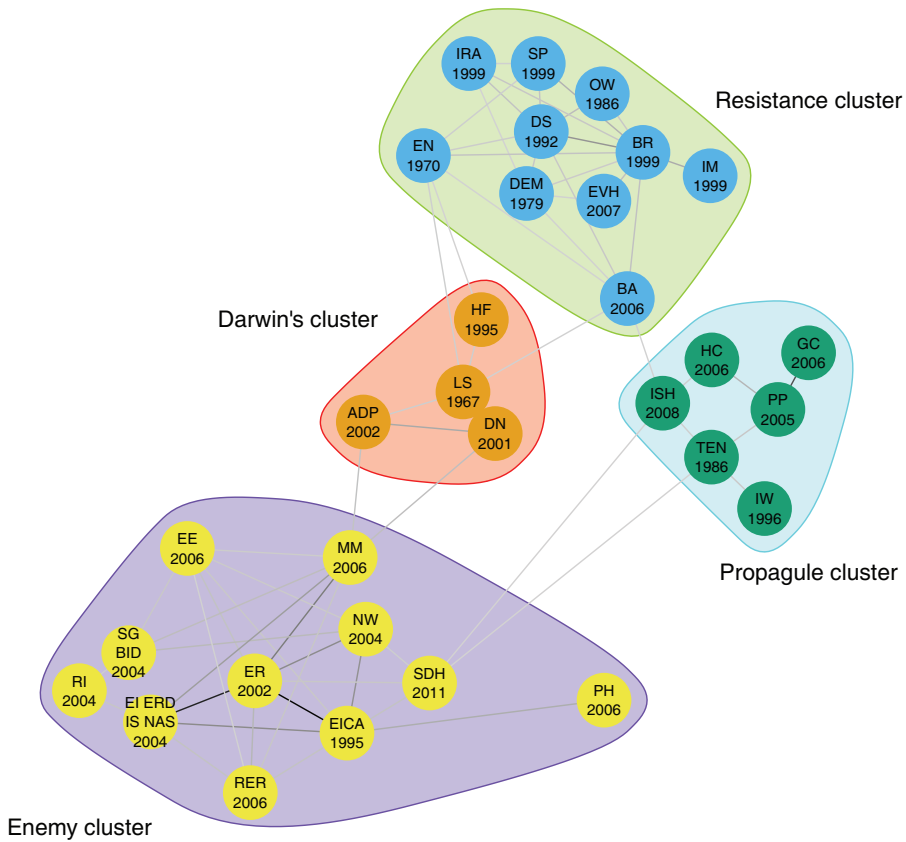 IRA
1999
SP
1999
OW
1986
Resistance cluster
DS
1992
EN
1970
BR
1999
IM
1999
DEM
1979
EVH
2007
BA
2006
Darwin's cluster
HF
1995
HC
2006
GC
2006
LS
1967
ISH
2008
PP
2005
ADP
2002
DN
2001
TEN
1986
IW
1996
Propagule cluster
EE
2006
MM
2006
NW
2004
SG
BID
2004
ER
2002
SDH
2011
RI
2004
PH
2006
EI ERD
IS NAS
2004
EICA
1995
RER
2006
Enemy cluster